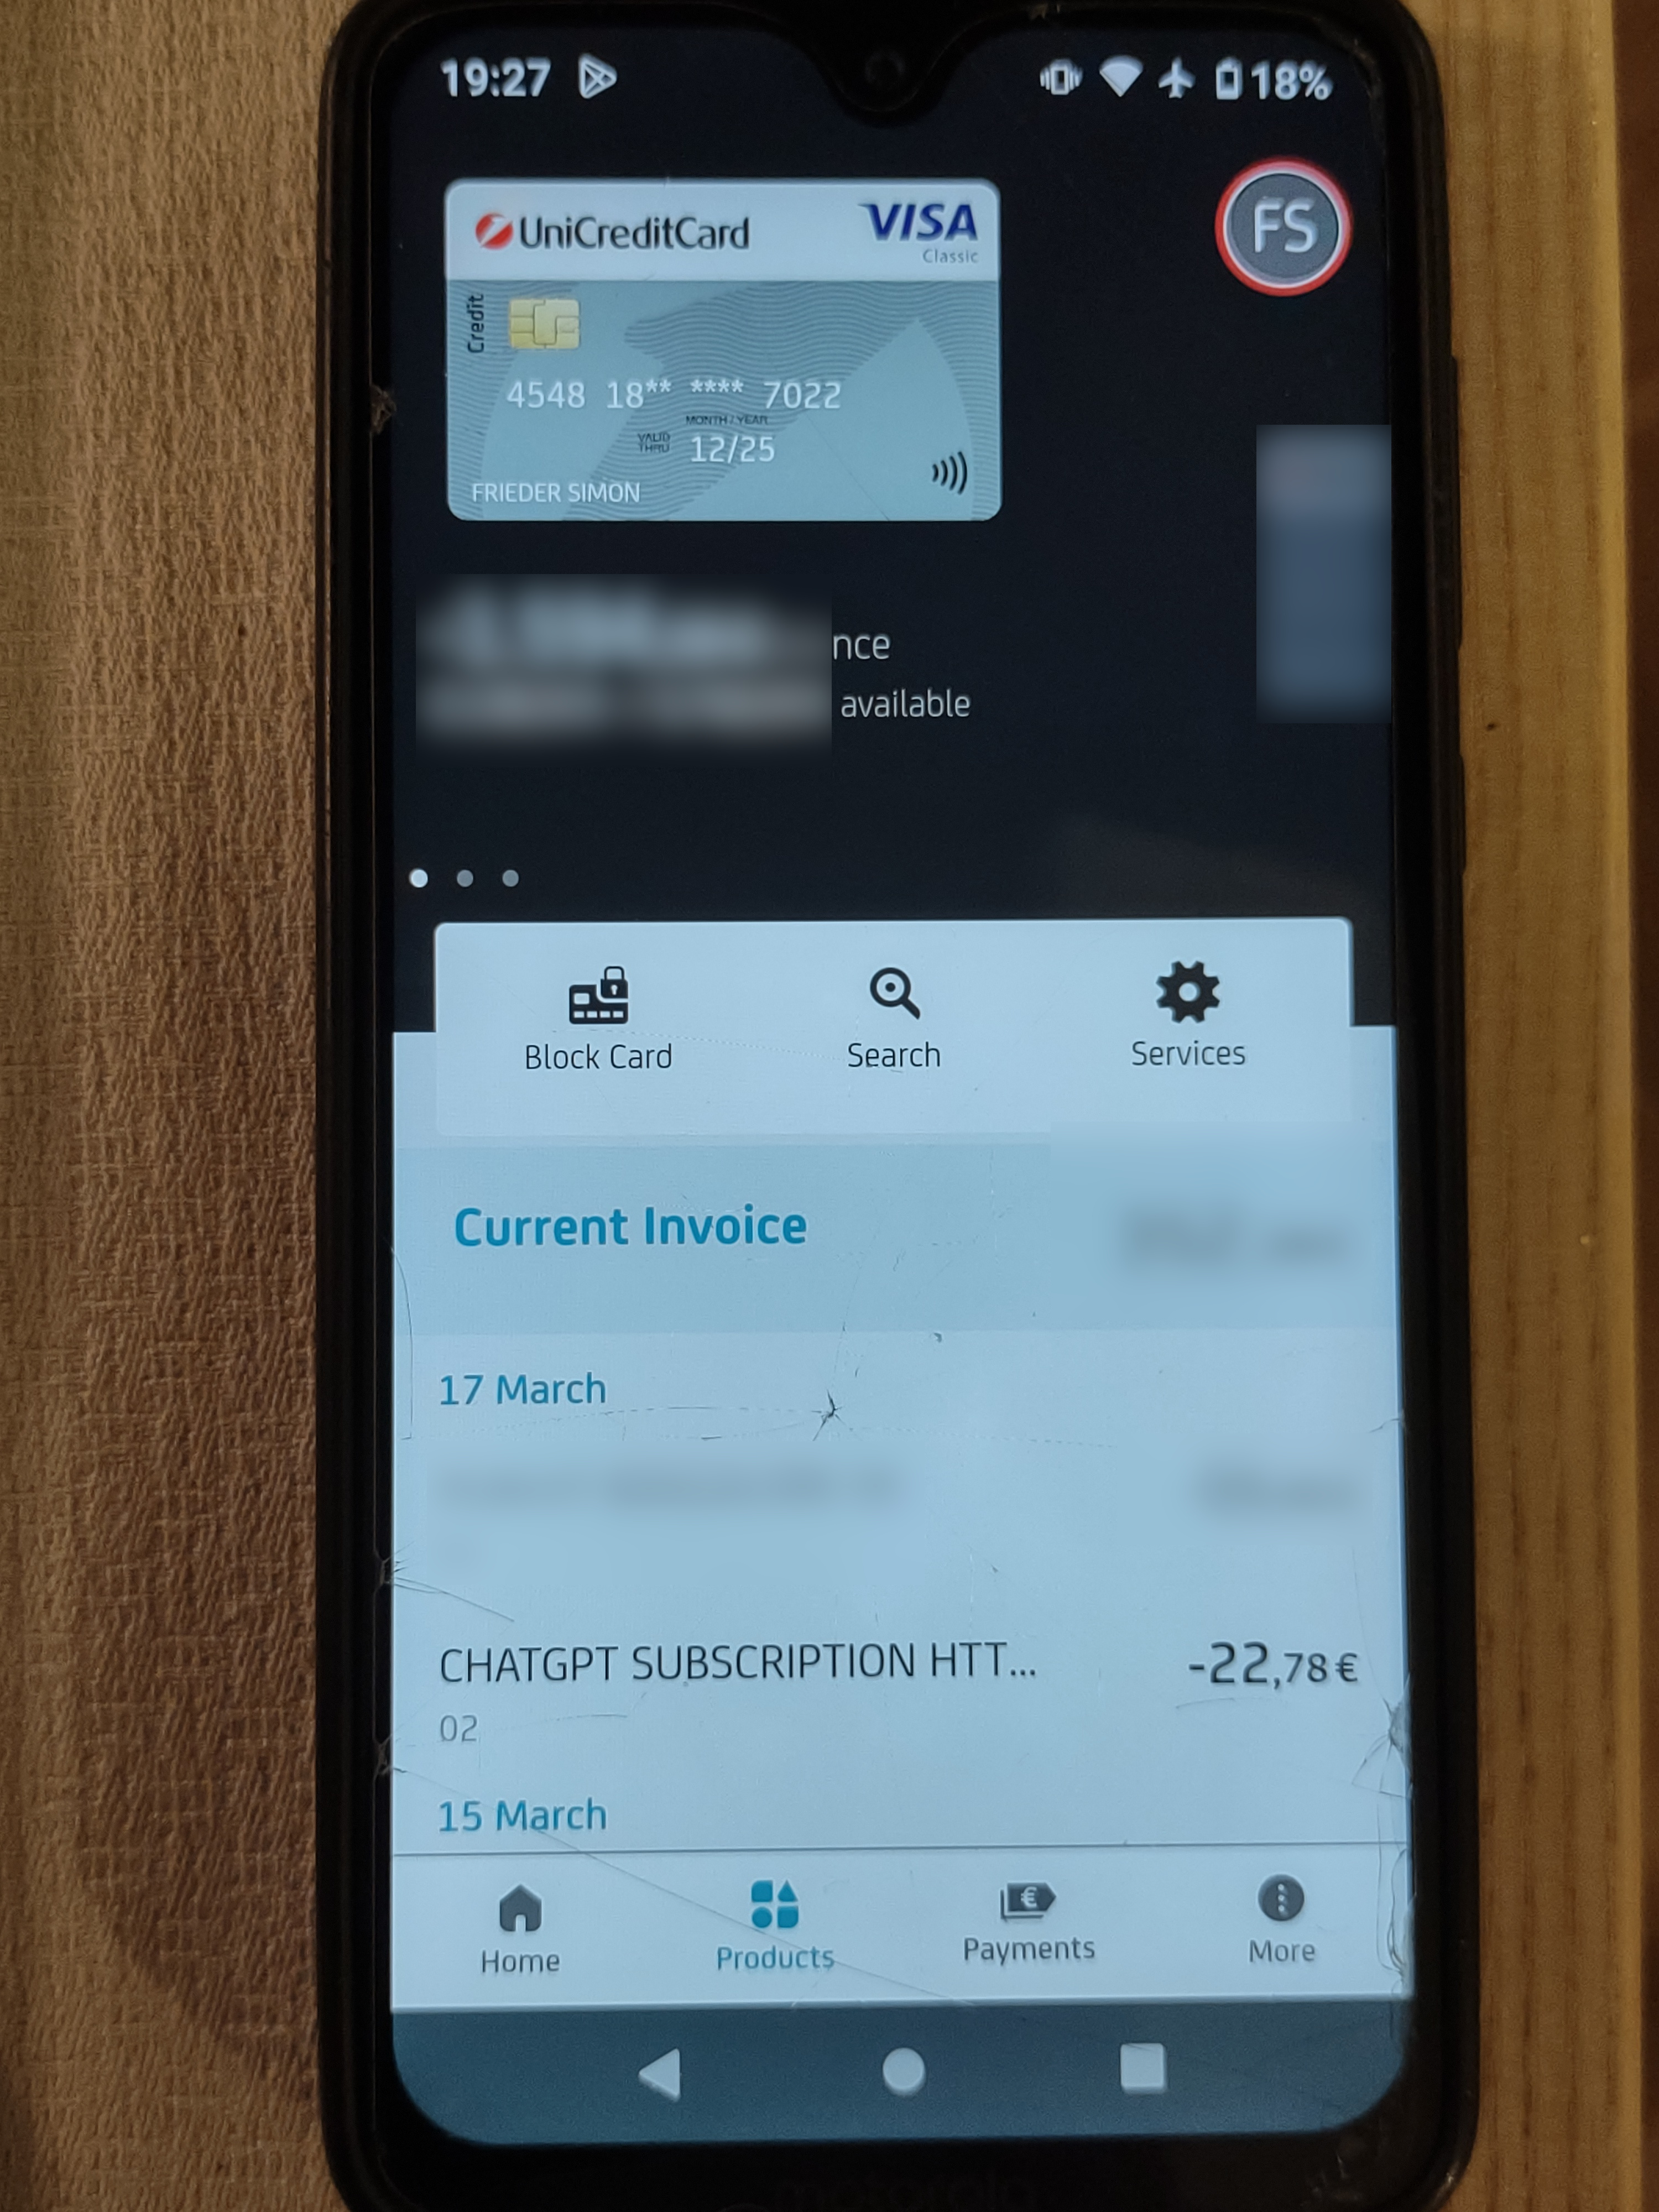 19:27
18%
UniCreditCard
VISA
Classic
FS
Credit
4548 18** **** 7022
MONTH / YEAR
VALID THRU
12/25
FRIEDER SIMON
nce
available
Block Card
Search
Services
Current Invoice
17 March
CHATGPT SUBSCRIPTION HTT...
-22,78 €
02
15 March
Home
Products
Payments
More
motorola